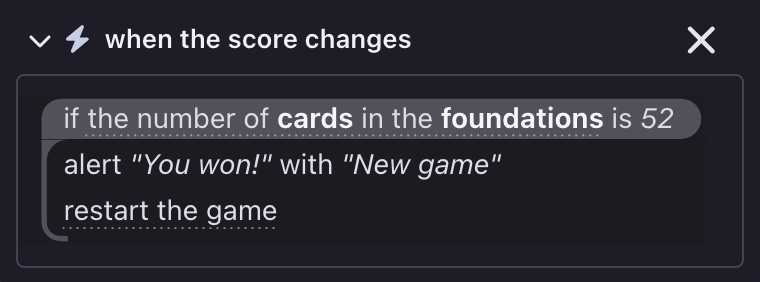 when the score changes
if the number of cards in the foundations is 52
alert "You won!" with "New game"
restart the game